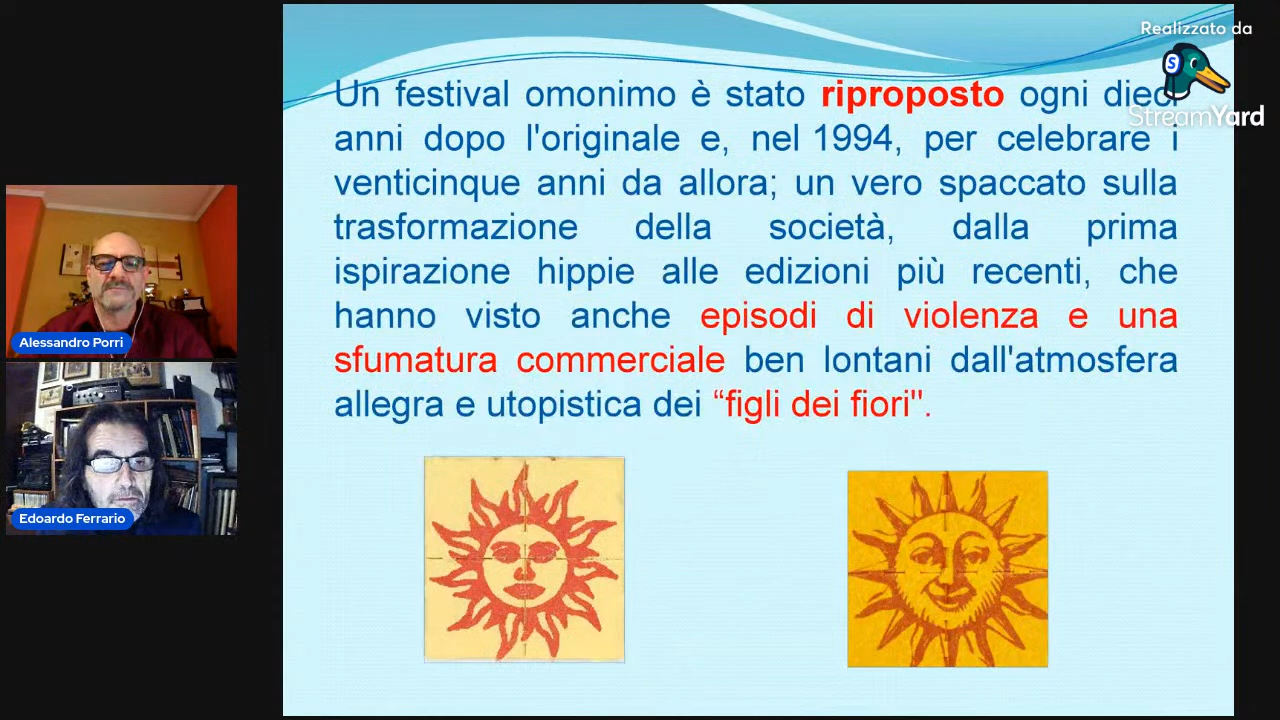 Realizzato da
StreamYard
Un festival omonimo è stato riproposto ogni dieci
anni dopo l'originale e, nel 1994, per celebrare i
venticinque anni da allora; un vero spaccato sulla
trasformazione della società, dalla prima
ispirazione hippie alle edizioni più recenti, che
hanno visto anche episodi di violenza e una
sfumatura commerciale ben lontani dall'atmosfera
allegra e utopistica dei “figli dei fiori".
Alessandro Porri
Edoardo Ferrario